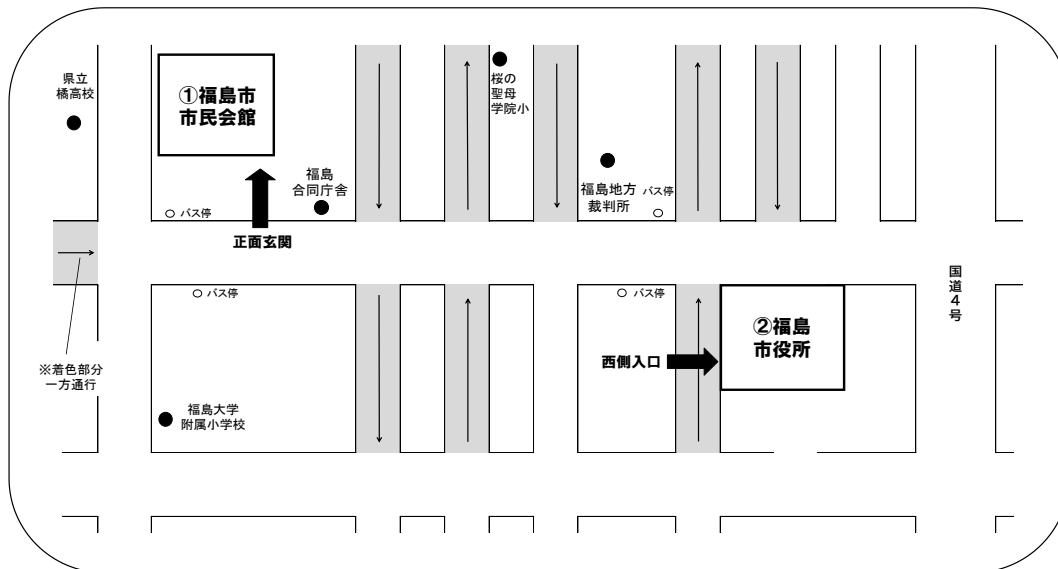 県立
橘高校
①福島市
市民会館
福島
合同庁舎
バス停
正面玄関
桜の
聖母
学院小
福島地方
裁判所
バス停
国道4号
※着色部分
一方通行
バス停
福島大学
附属小学校
バス停
②福島
市役所
西側入口